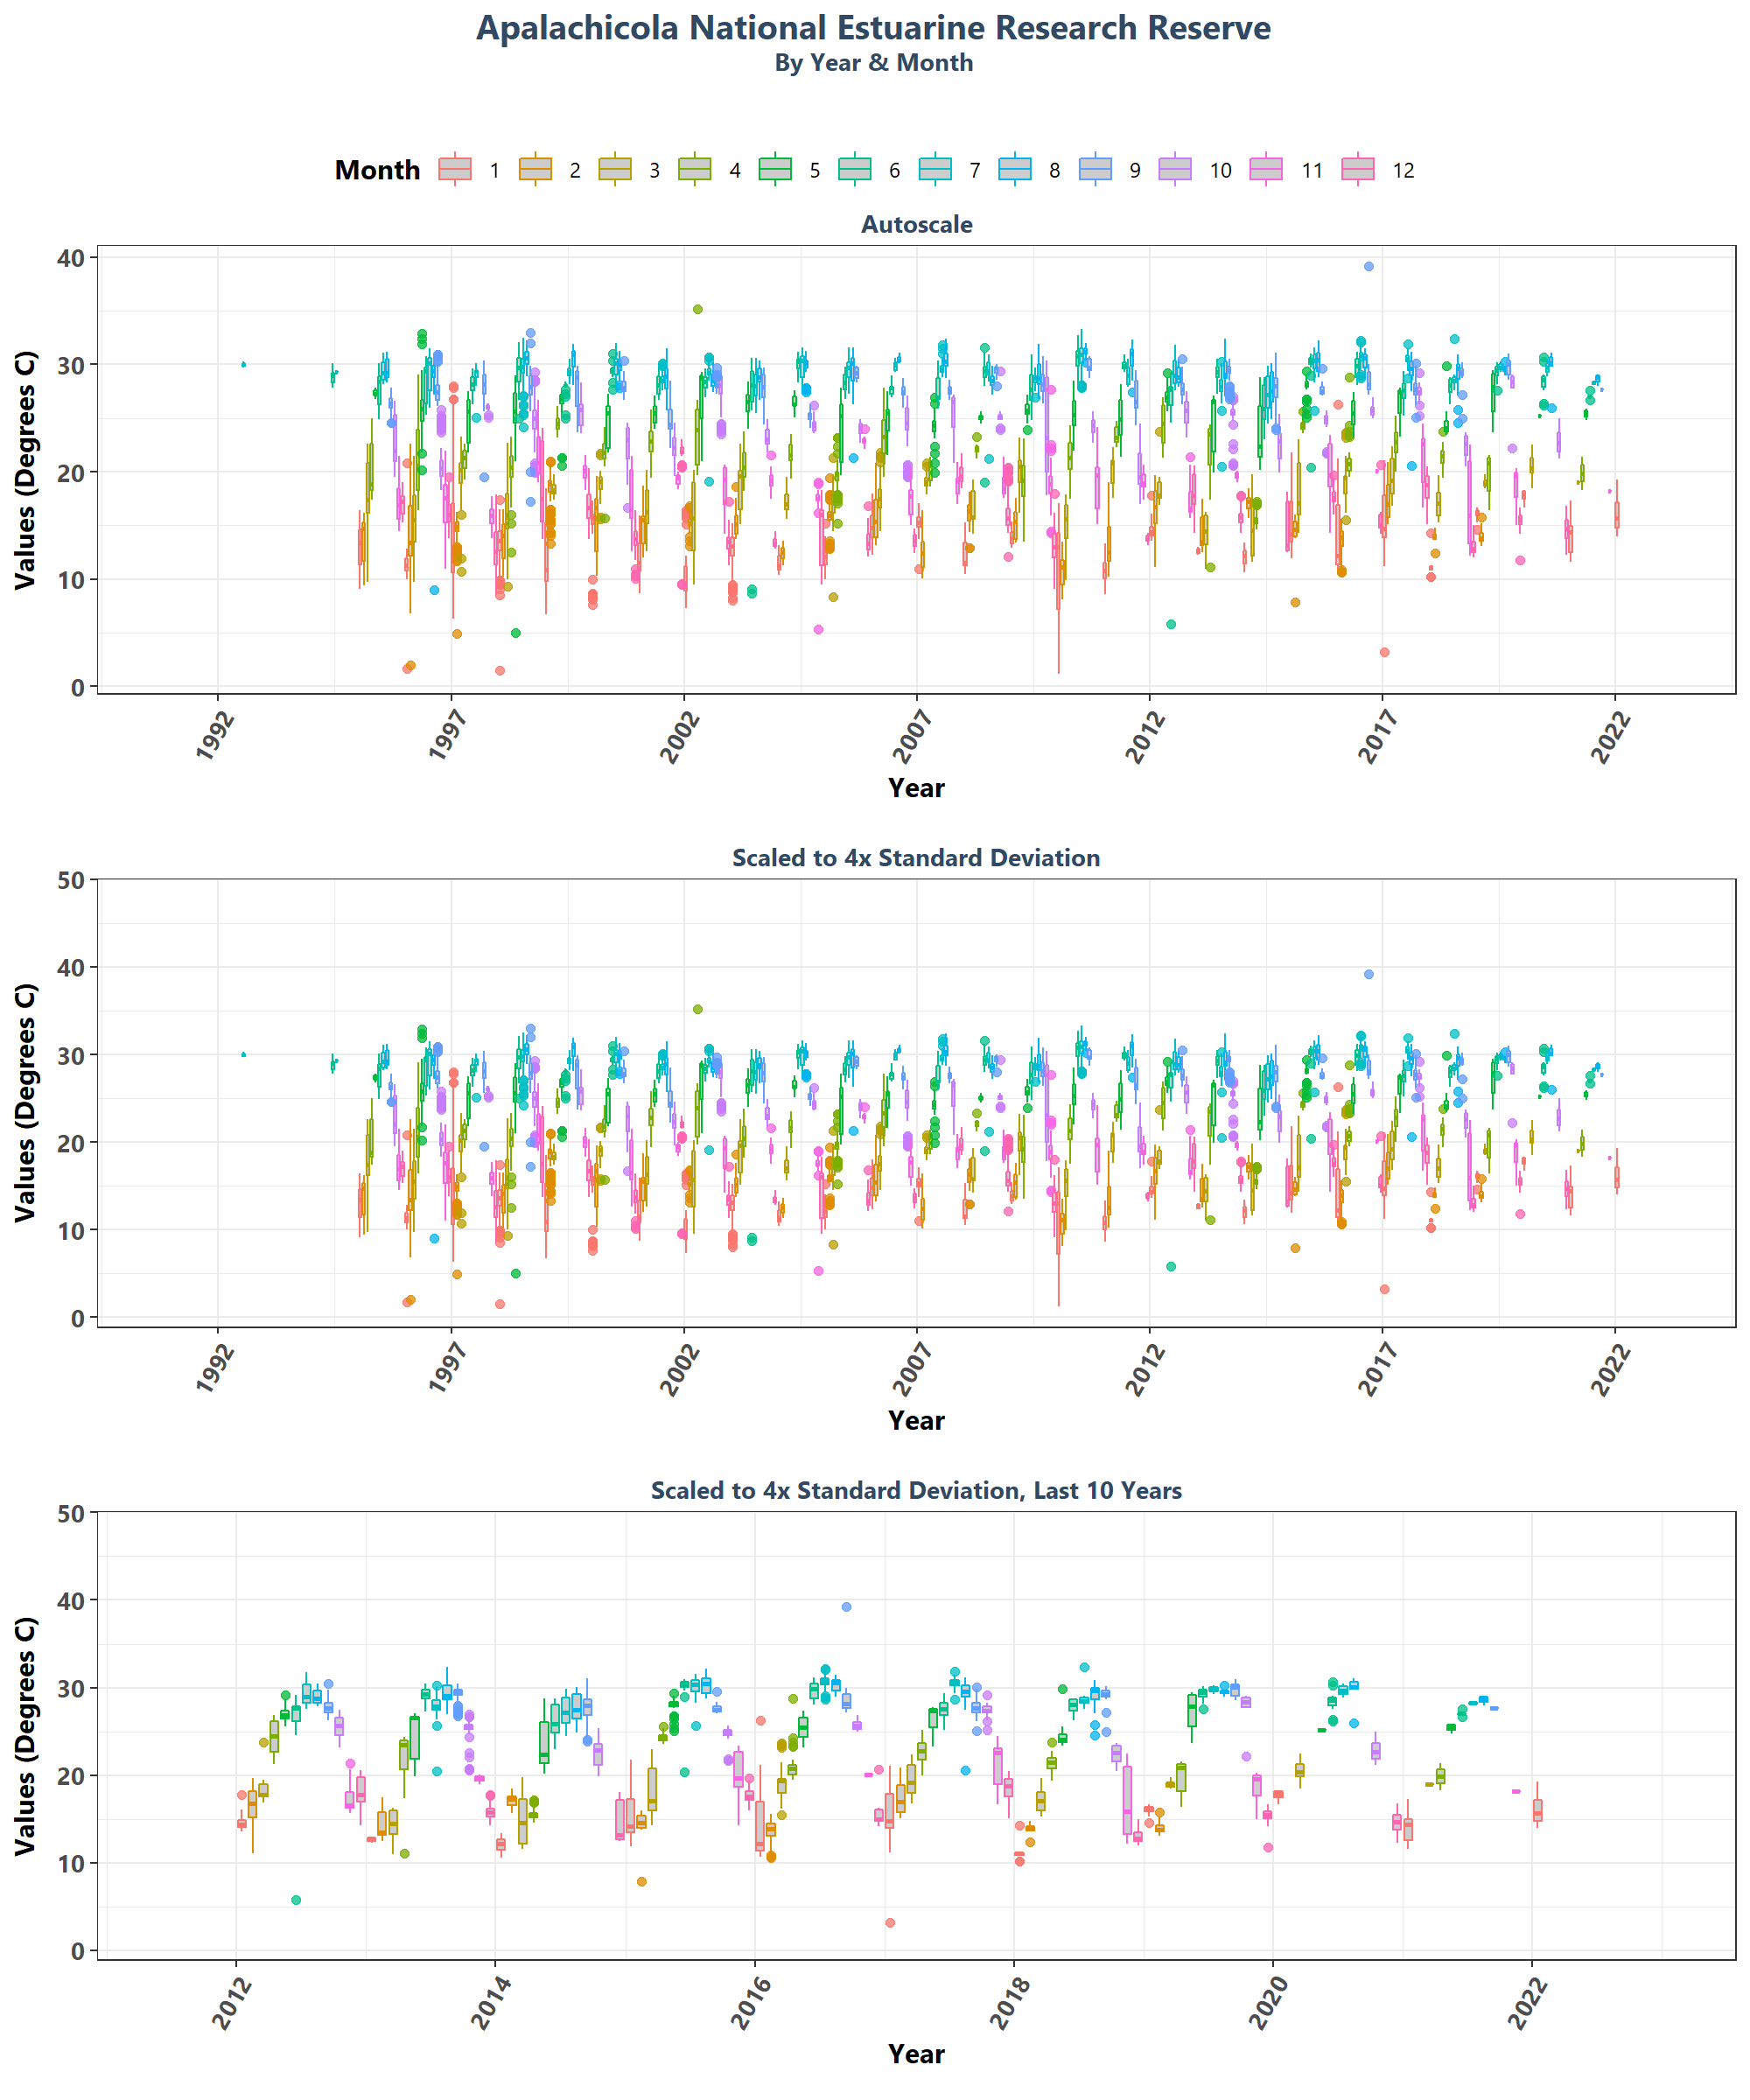 Apalachicola National Estuarine Research Reserve
By Year & Month
Month 1 2 3 4 5 6 7 8 9 10 11 12
Autoscale
Values (Degrees C)
40
30
20
10
0
1992 1997 2002 2007 2012 2017 2022
Year
Scaled to 4x Standard Deviation
Values (Degrees C)
50
40
30
20
10
0
1992 1997 2002 2007 2012 2017 2022
Year
Scaled to 4x Standard Deviation, Last 10 Years
Values (Degrees C)
50
40
30
20
10
0
2012 2014 2016 2018 2020 2022
Year